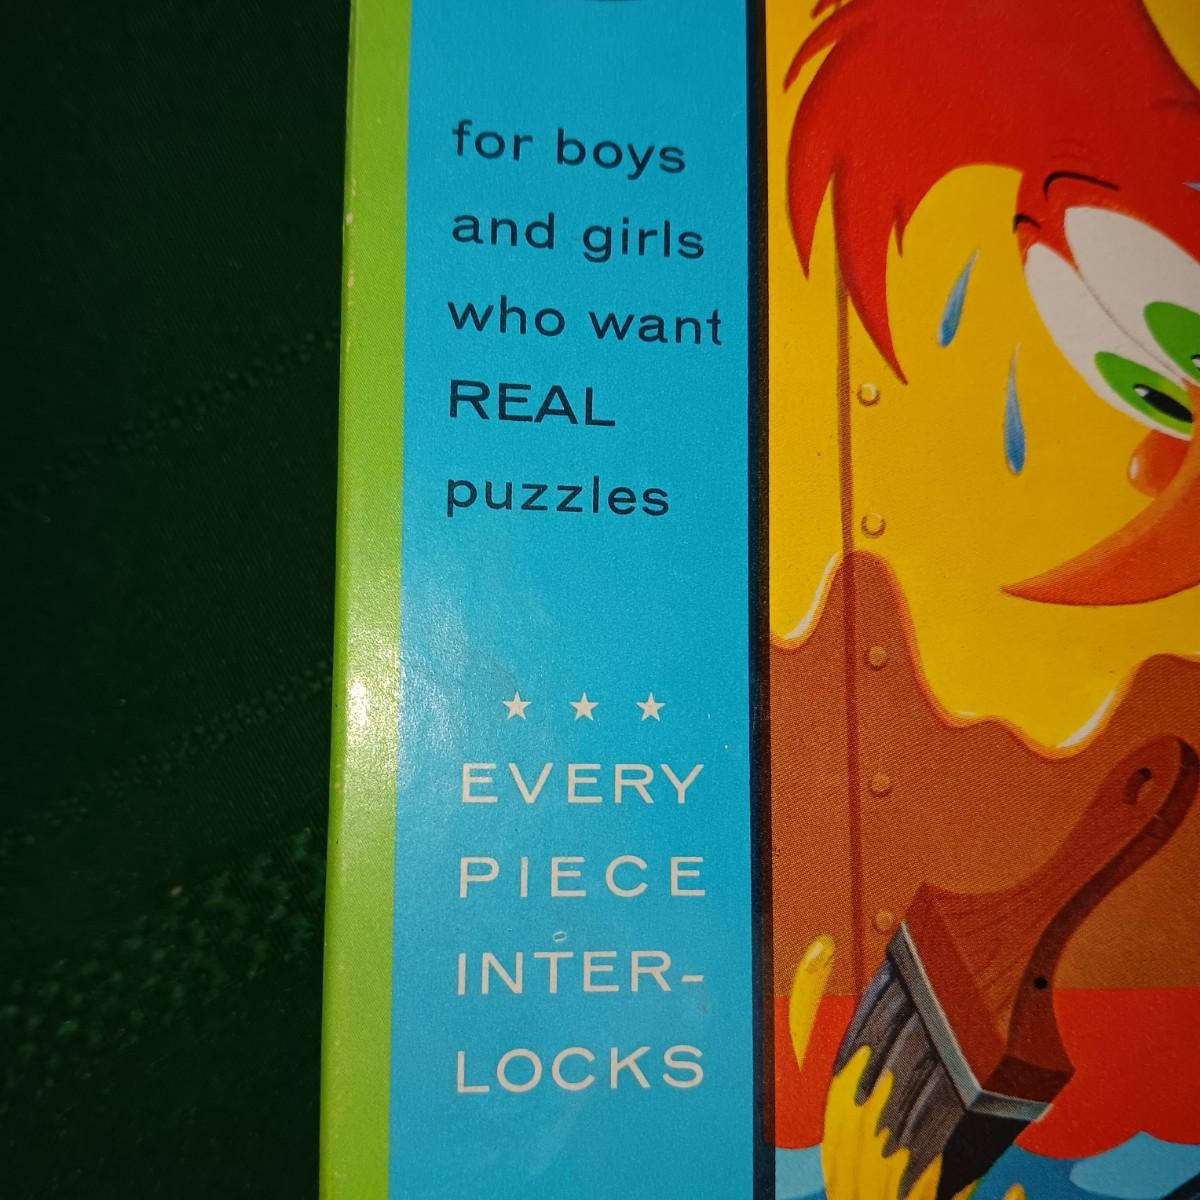 for boys
and girls
who want
REAL
puzzles
★ ★ ★
EVERY
PIECE
INTER-
LOCKS